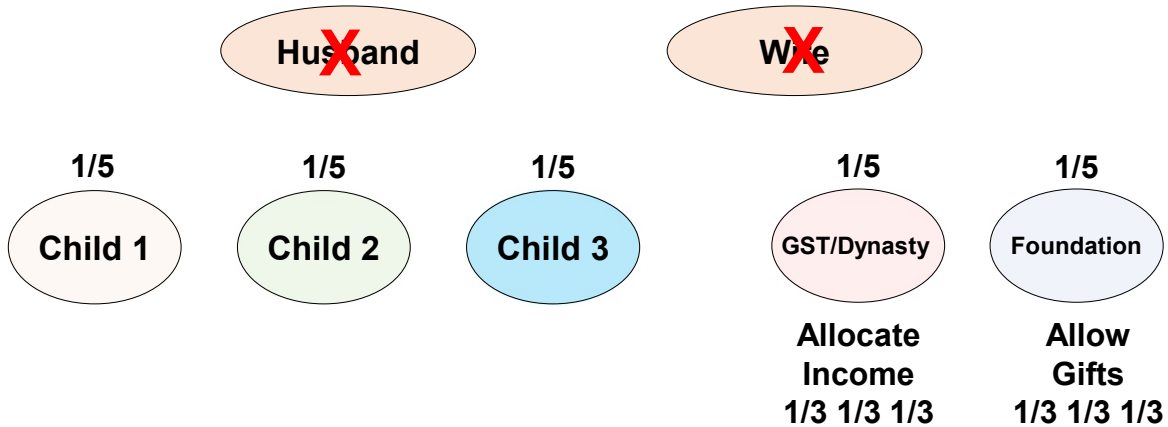 Husband
X
Wife
X
1/5
1/5
1/5
1/5
1/5
Child 1
Child 2
Child 3
GST/Dynasty
Foundation
Allocate
Income
1/3 1/3 1/3
Allow
Gifts
1/3 1/3 1/3